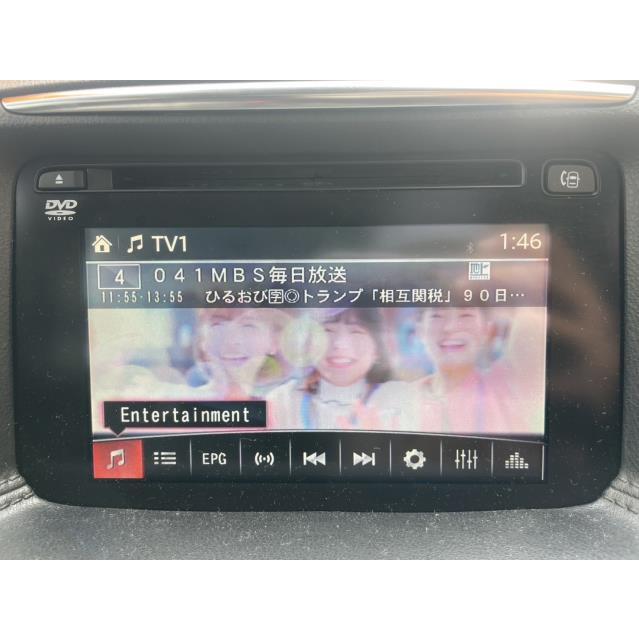 DVD
VIDEO
TV1
1:46
4 041MBS毎日放送
11:55-13:55 ひるおび🈑◎トランプ「相互関税」90日…
Entertainment
EPG